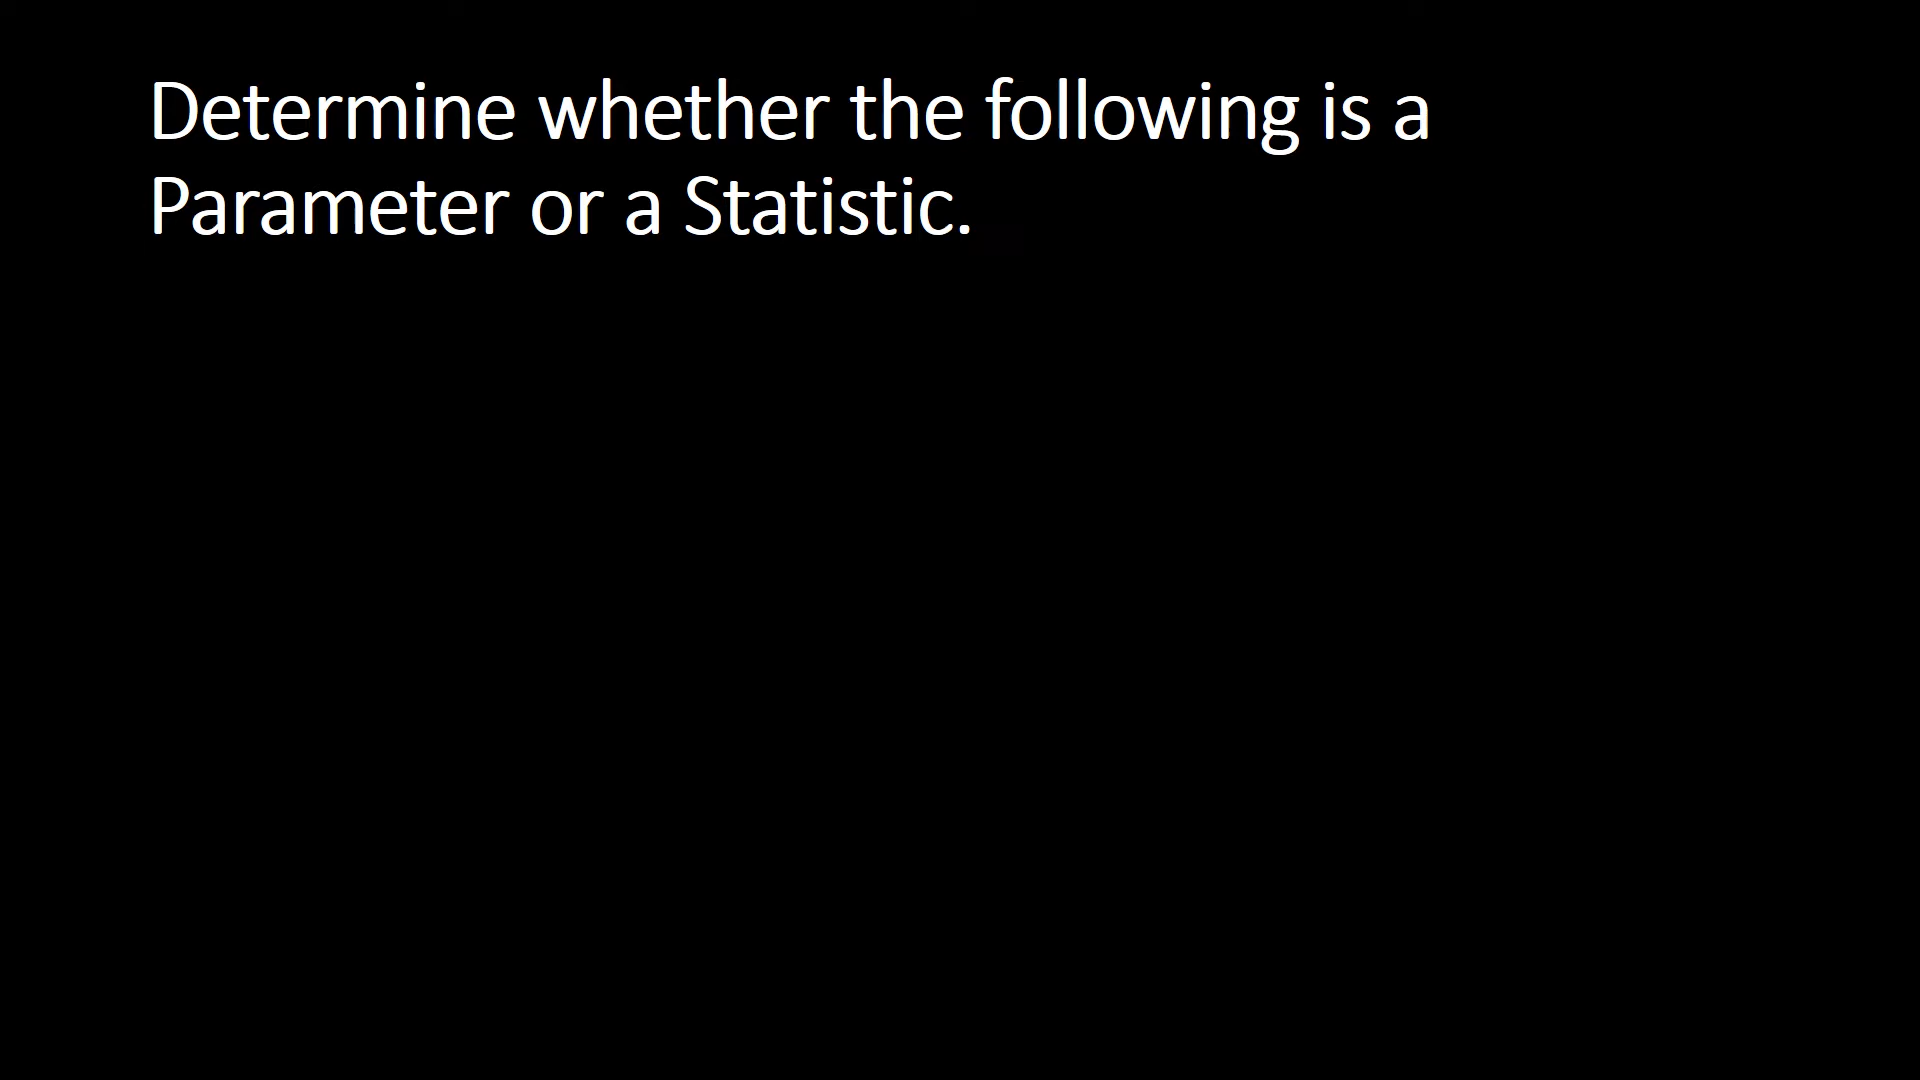 Determine whether the following is a
Parameter or a Statistic.